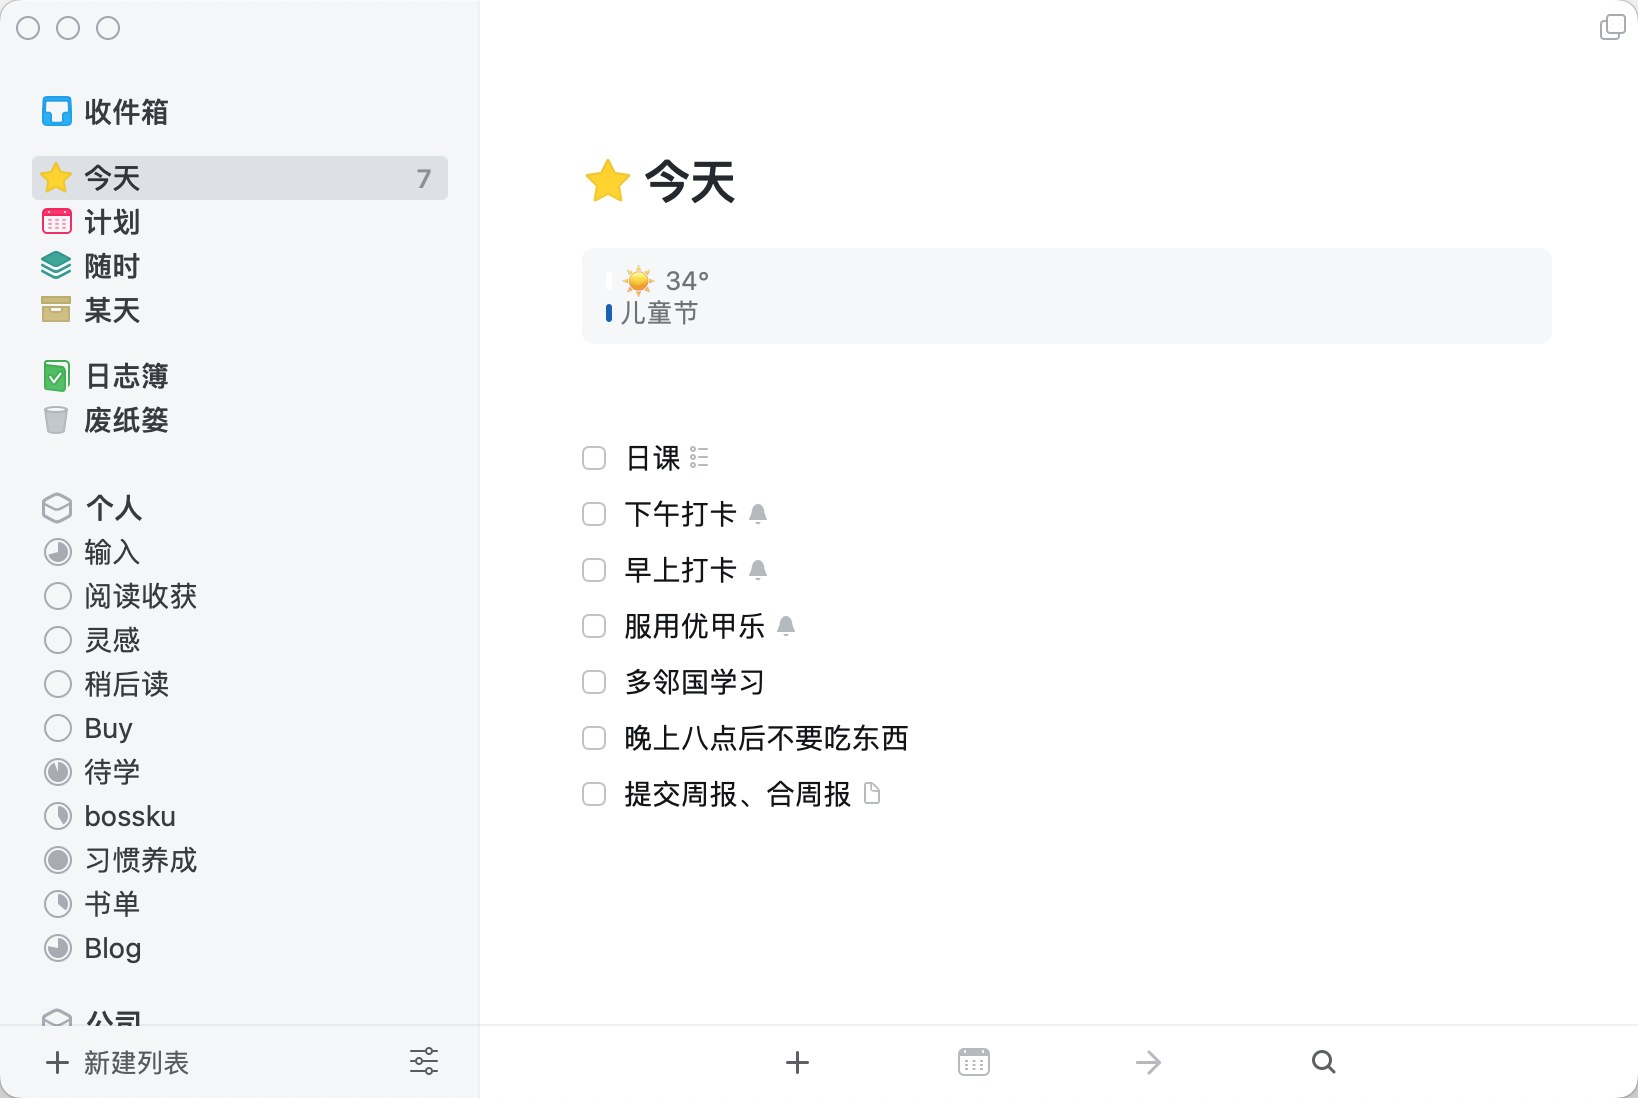 收件箱
今天 7
计划
随时
某天
日志簿
废纸篓
个人
输入
阅读收获
灵感
稍后读
Buy
待学
bossku
习惯养成
书单
Blog
公司
新建列表
今天
34°
儿童节
日课
下午打卡
早上打卡
服用优甲乐
多邻国学习
晚上八点后不要吃东西
提交周报、合周报